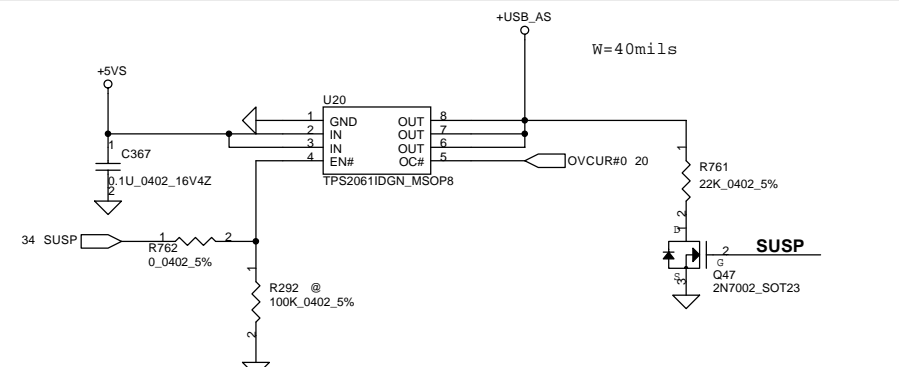 +USB_AS
W=40mils
+5VS
U20
1 GND OUT 8
2 IN OUT 7
3 IN OUT 6
4 EN# OC# 5
TPS2061IDGN_MSOP8
OVCUR#0 20
1
C367
0.1U_0402_16V4Z
2
1
R761
22K_0402_5%
2
34 SUSP
1 2
R762
0_0402_5%
D
1
2
G
SUSP
S
3
Q47
2N7002_SOT23
1
R292 @
100K_0402_5%
2